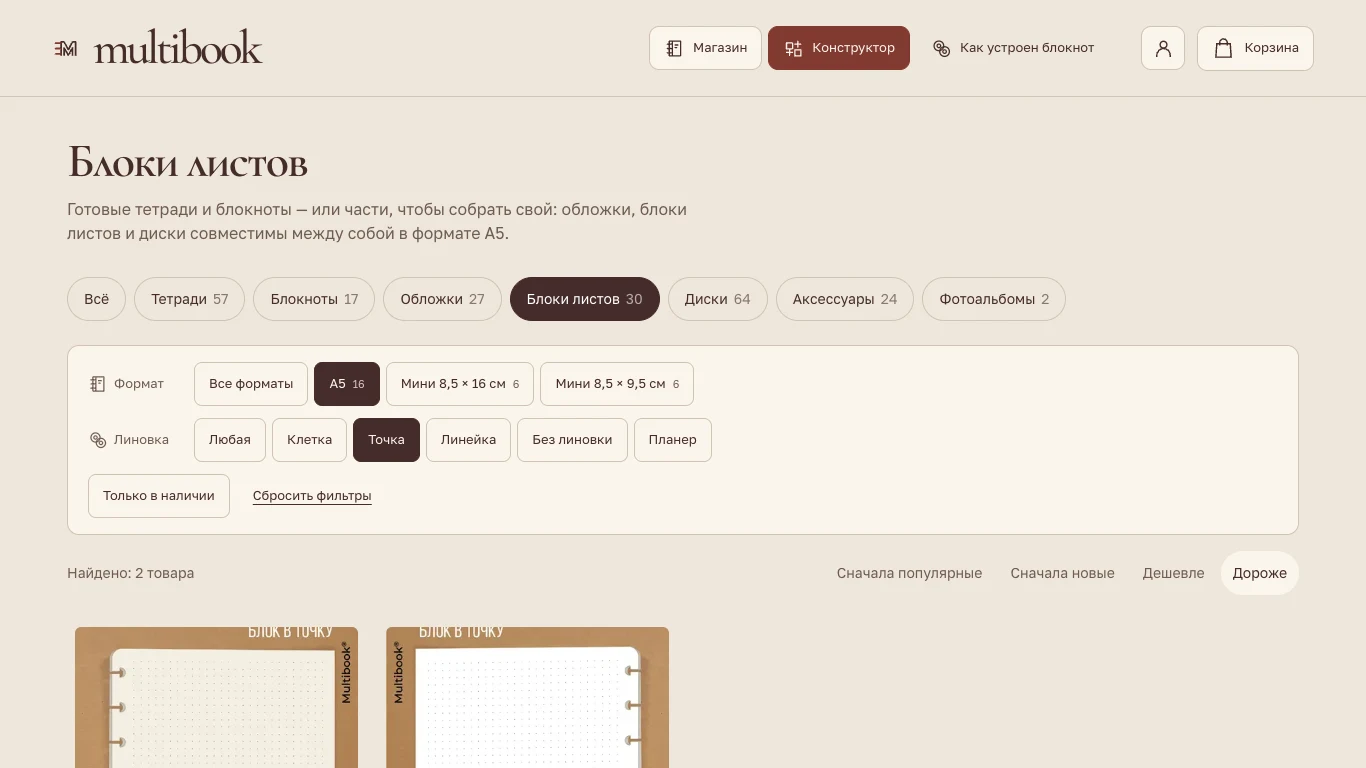 multibook
Магазин
Конструктор
Как устроен блокнот
Корзина
Блоки листов
Готовые тетради и блокноты — или части, чтобы собрать свой: обложки, блоки
листов и диски совместимы между собой в формате А5.
Всё
Тетради 57
Блокноты 17
Обложки 27
Блоки листов 30
Диски 64
Аксессуары 24
Фотоальбомы 2
Формат
Все форматы
А5 16
Мини 8,5 × 16 см 6
Мини 8,5 × 9,5 см 6
Линовка
Любая
Клетка
Точка
Линейка
Без линовки
Планер
Только в наличии
Сбросить фильтры
Найдено: 2 товара
Сначала популярные
Сначала новые
Дешевле
Дороже
БЛОК В ТОЧКУ
Multibook®
БЛОК В ТОЧКУ
Multibook®